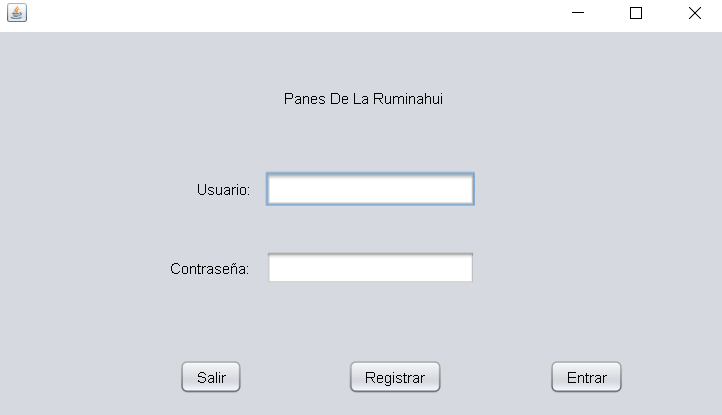 Panes De La Ruminahui
Usuario:
Contraseña:
Salir Registrar Entrar